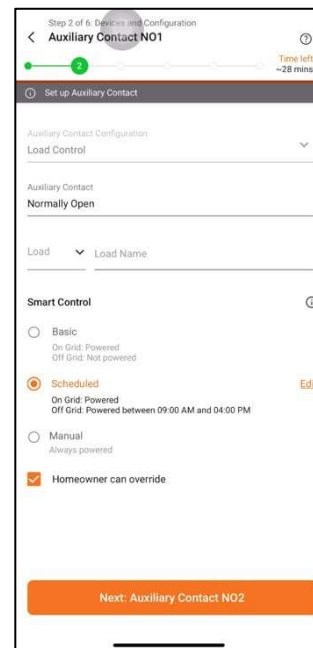 Step 2 of 6: Devices and Configuration
Auxiliary Contact NO1
Time left
~28 mins
2
Set up Auxiliary Contact
Auxiliary Contact Configuration
Load Control
Auxiliary Contact
Normally Open
Load Load Name
Smart Control
Basic
On Grid: Powered
Off Grid: Not powered
Scheduled Edi
On Grid: Powered
Off Grid: Powered between 09:00 AM and 04:00 PM
Manual
Always powered
Homeowner can override
Next: Auxiliary Contact NO2